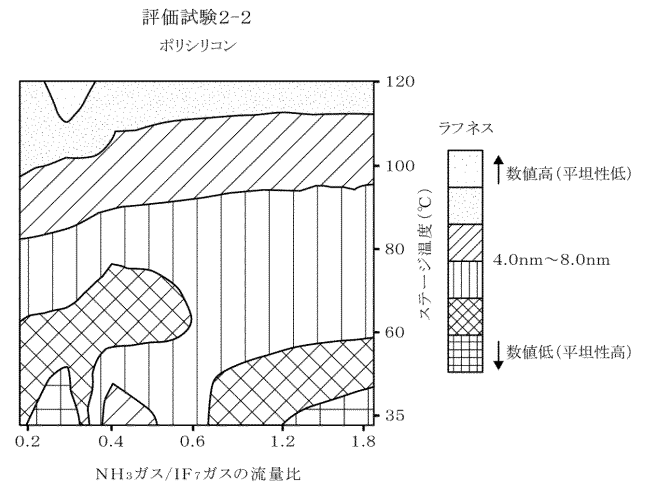 評価試験2-2
ポリシリコン
120
100
80
60
35
ステージ温度(℃)
0.2 0.4 0.6 1.2 1.8
NH₃ガス/IF₇ガスの流量比
ラフネス
数値高(平坦性低)
4.0nm～8.0nm
数値低(平坦性高)